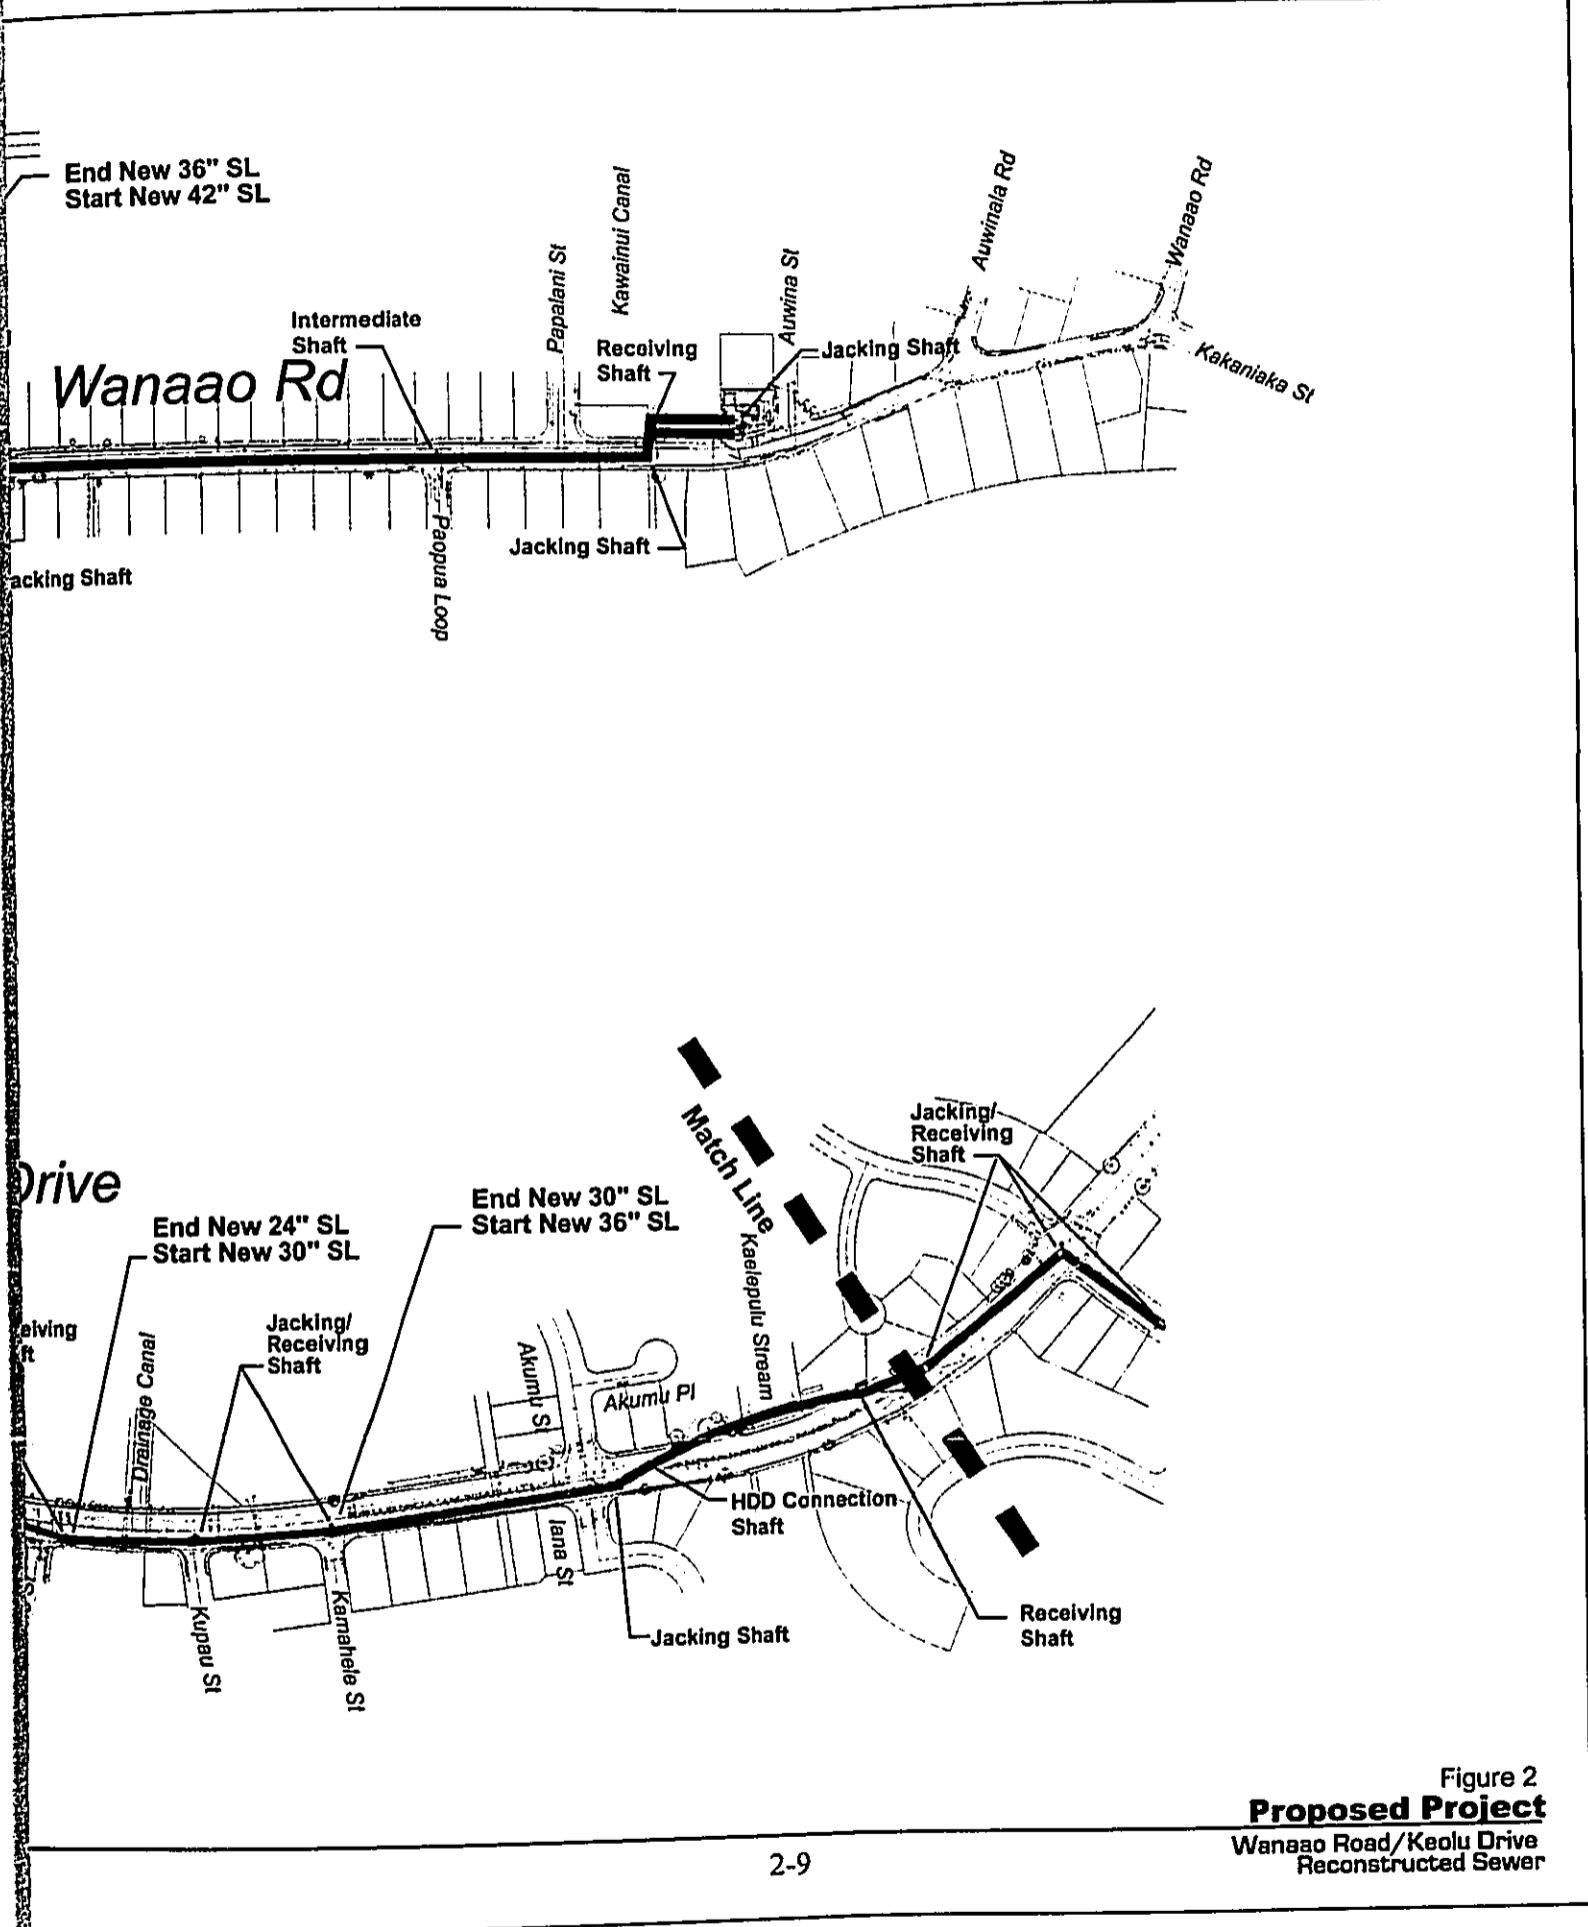 End New 36" SL
Start New 42" SL
Kawainui Canal
Papalani St
Auwina St
Auwinala Rd
Wanaao Rd
Kakaniaka St
Intermediate
Shaft
Receiving
Shaft
Jacking Shaft
Wanaao Rd
Jacking Shaft
acking Shaft
Paopua Loop
Match Line
Jacking/
Receiving
Shaft
Drive
End New 24" SL
Start New 30" SL
End New 30" SL
Start New 36" SL
Kaelepulu Stream
eiving
ft
Drainage Canal
Jacking/
Receiving
Shaft
Akumu St
Akumu Pl
HDD Connection
Shaft
Iana St
St
Kupau St
Kamahele St
Jacking Shaft
Receiving
Shaft
Figure 2
Proposed Project
Wanaao Road/Keolu Drive
Reconstructed Sewer
2-9